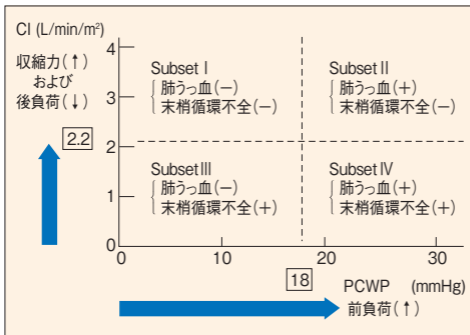 CI (L/min/m²)
収縮力(↑)
および
後負荷(↓)
2.2
4
3
2
1
0
Subset I
肺うっ血(−)
末梢循環不全(−)
Subset II
肺うっ血(+)
末梢循環不全(−)
Subset III
肺うっ血(−)
末梢循環不全(+)
Subset IV
肺うっ血(+)
末梢循環不全(+)
0 10 20 30
18 PCWP (mmHg)
前負荷(↑)